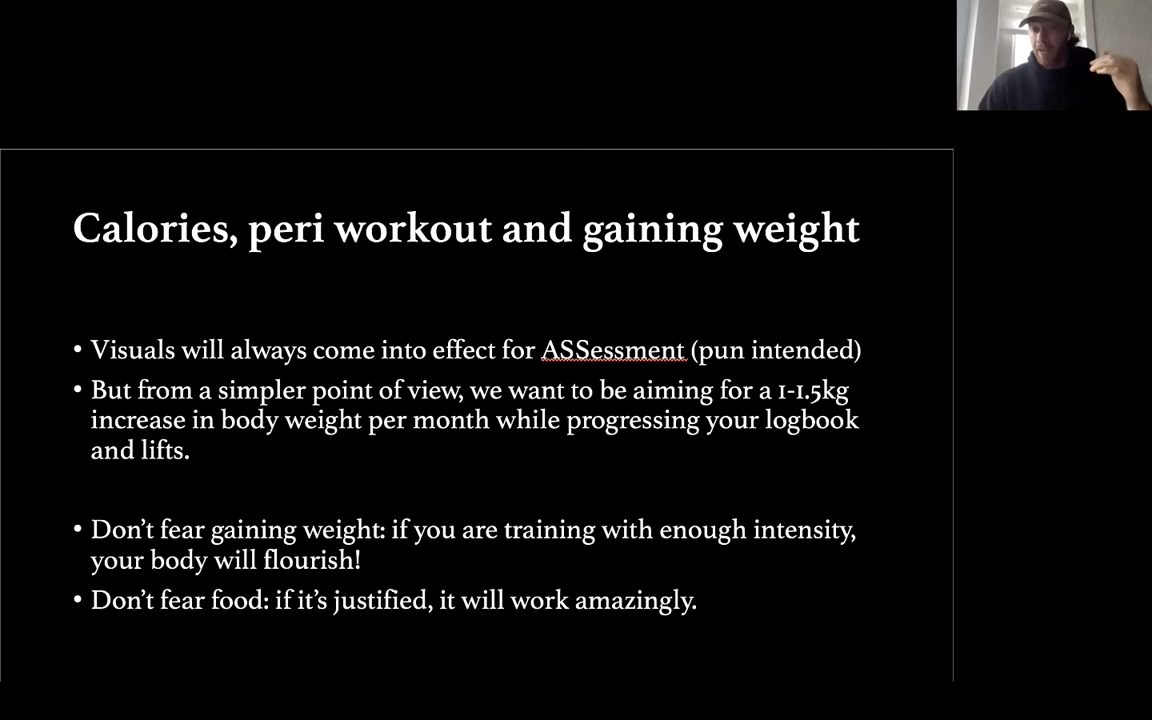 Calories, peri workout and gaining weight
• Visuals will always come into effect for ASSessment (pun intended)
• But from a simpler point of view, we want to be aiming for a 1-1.5kg
increase in body weight per month while progressing your logbook
and lifts.
• Don't fear gaining weight: if you are training with enough intensity,
your body will flourish!
• Don't fear food: if it's justified, it will work amazingly.